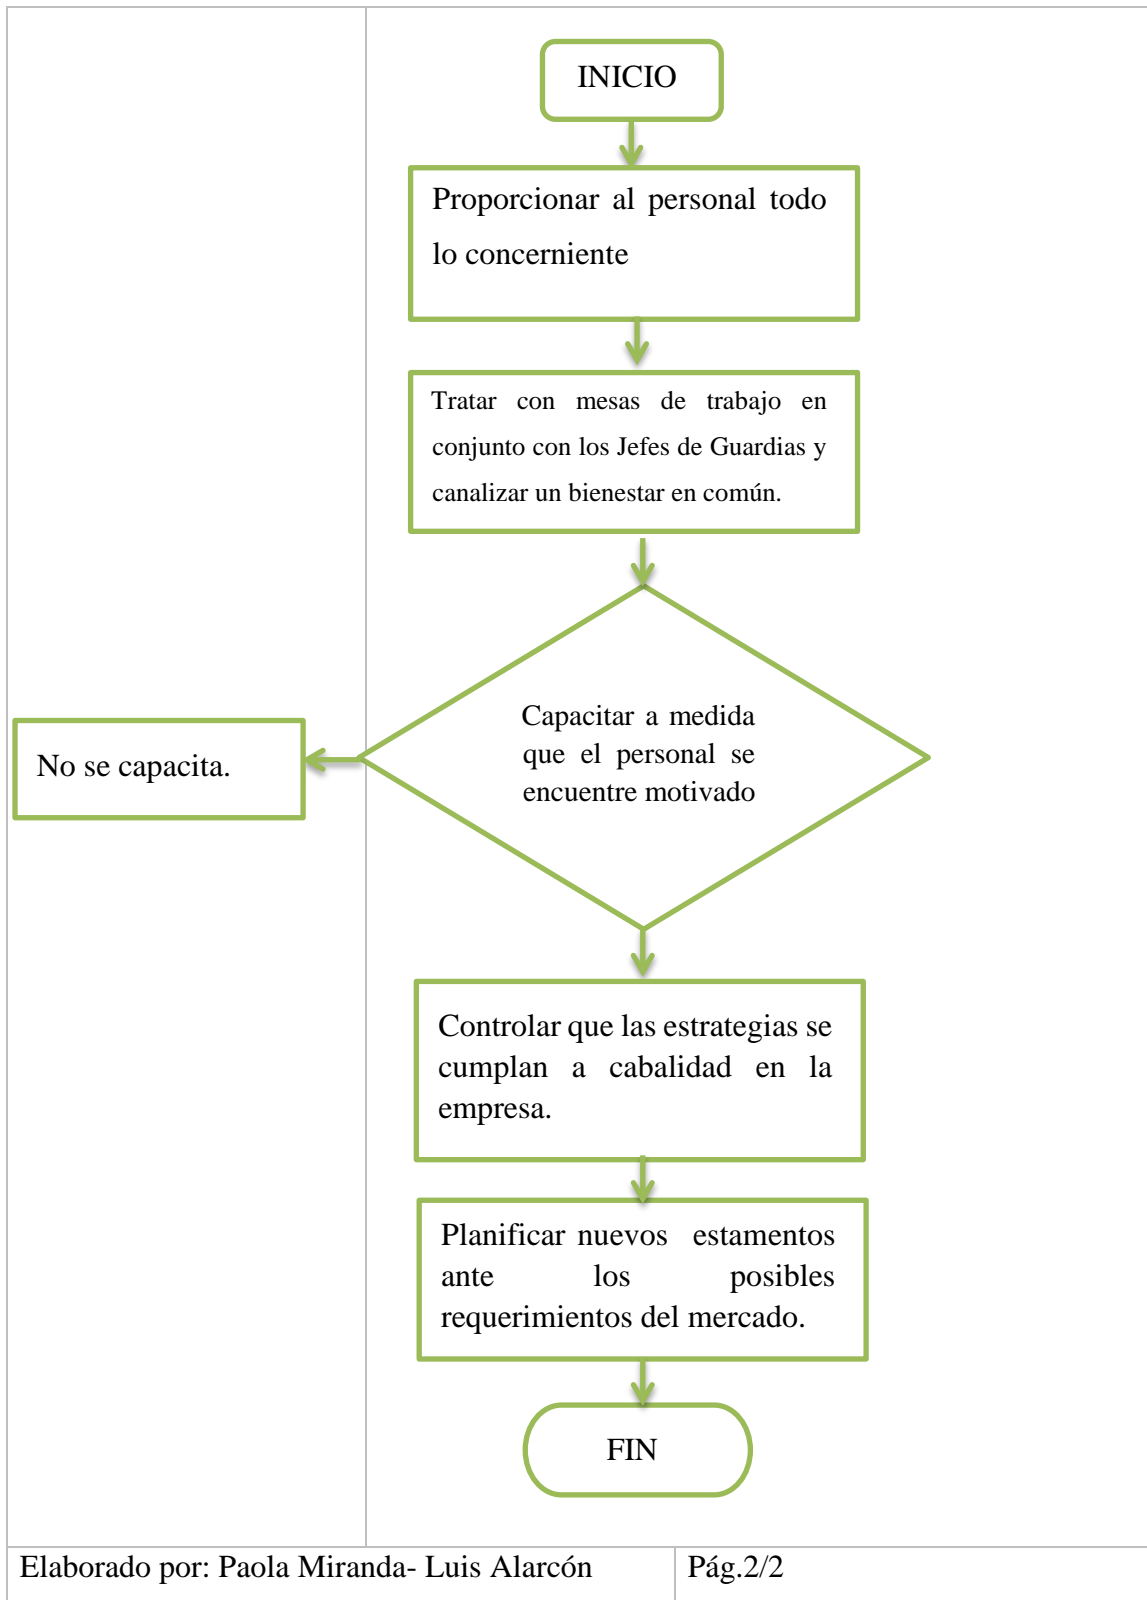 INICIO
Proporcionar al personal todo
lo concerniente
Tratar con mesas de trabajo en
conjunto con los Jefes de Guardias y
canalizar un bienestar en común.
Capacitar a medida
que el personal se
encuentre motivado
No se capacita.
Controlar que las estrategias se
cumplan a cabalidad en la
empresa.
Planificar nuevos estamentos
ante los posibles
requerimientos del mercado.
FIN
Elaborado por: Paola Miranda- Luis Alarcón
Pág.2/2